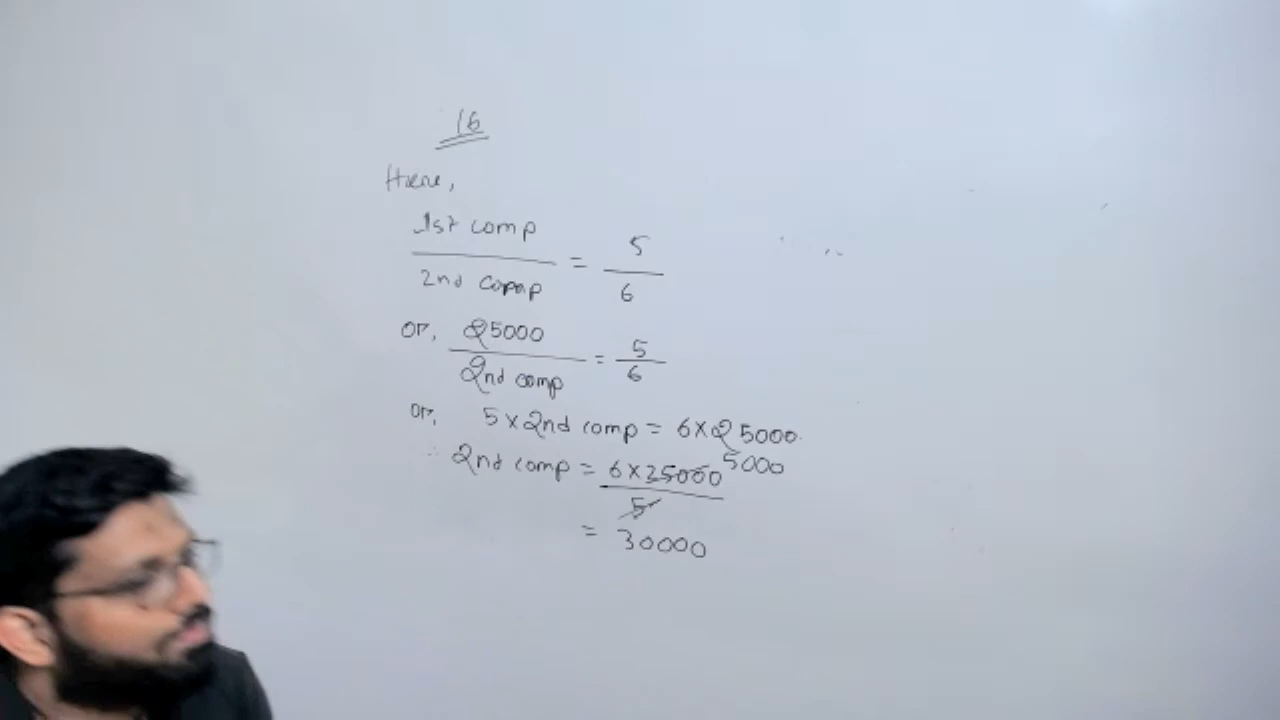 16
Here,
1st comp / 2nd comp = 5 / 6
or, 25000 / 2nd comp = 5 / 6
or, 5 × 2nd comp = 6 × 25000
∴ 2nd comp = 6 × 25000 5000 / 5
= 30000